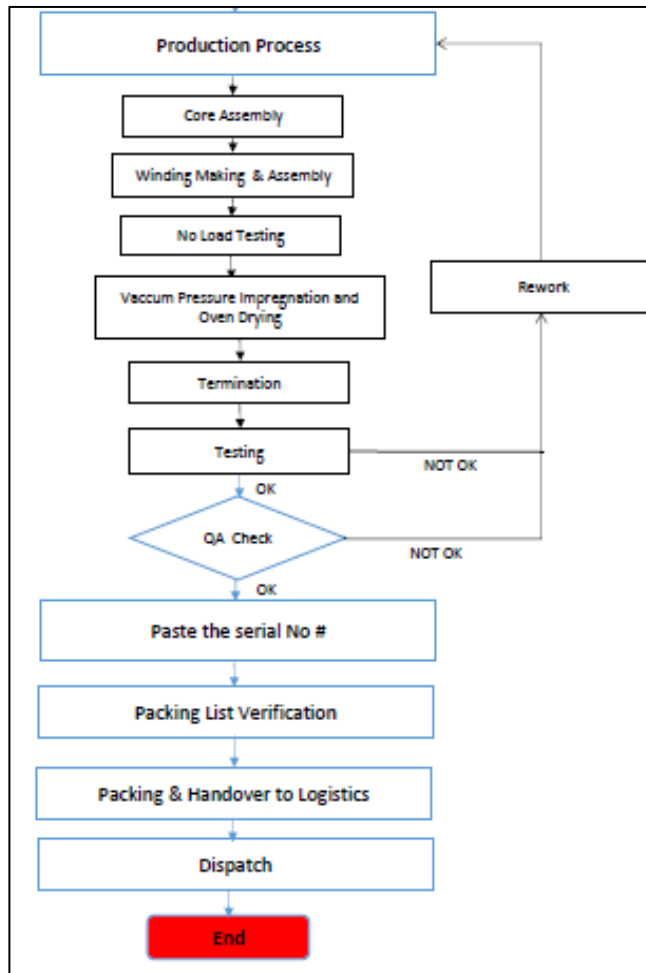 Production Process
Core Assembly
Winding Making & Assembly
No Load Testing
Vaccum Pressure Impregnation and
Oven Drying
Rework
Termination
Testing
NOT OK
OK
QA Check
NOT OK
OK
Paste the serial No #
Packing List Verification
Packing & Handover to Logistics
Dispatch
End